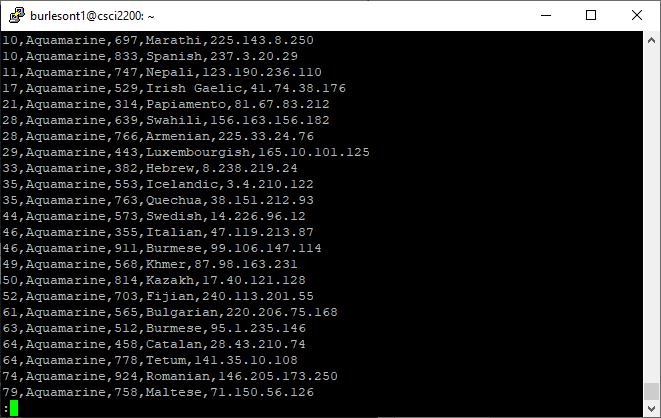 burlesont1@csci2200: ~
10,Aquamarine,697,Marathi,225.143.8.250
10,Aquamarine,833,Spanish,237.3.20.29
11,Aquamarine,747,Nepali,123.190.236.110
17,Aquamarine,529,Irish Gaelic,41.74.38.176
21,Aquamarine,314,Papiamento,81.67.83.212
28,Aquamarine,639,Swahili,156.163.156.182
28,Aquamarine,766,Armenian,225.33.24.76
29,Aquamarine,443,Luxembourgish,165.10.101.125
33,Aquamarine,382,Hebrew,8.238.219.24
35,Aquamarine,553,Icelandic,3.4.210.122
35,Aquamarine,763,Quechua,38.151.212.93
44,Aquamarine,573,Swedish,14.226.96.12
46,Aquamarine,355,Italian,47.119.213.87
46,Aquamarine,911,Burmese,99.106.147.114
49,Aquamarine,568,Khmer,87.98.163.231
50,Aquamarine,814,Kazakh,17.40.121.128
52,Aquamarine,703,Fijian,240.113.201.55
61,Aquamarine,565,Bulgarian,220.206.75.168
63,Aquamarine,512,Burmese,95.1.235.146
64,Aquamarine,458,Catalan,28.43.210.74
64,Aquamarine,778,Tetum,141.35.10.108
74,Aquamarine,924,Romanian,146.205.173.250
79,Aquamarine,758,Maltese,71.150.56.126
: